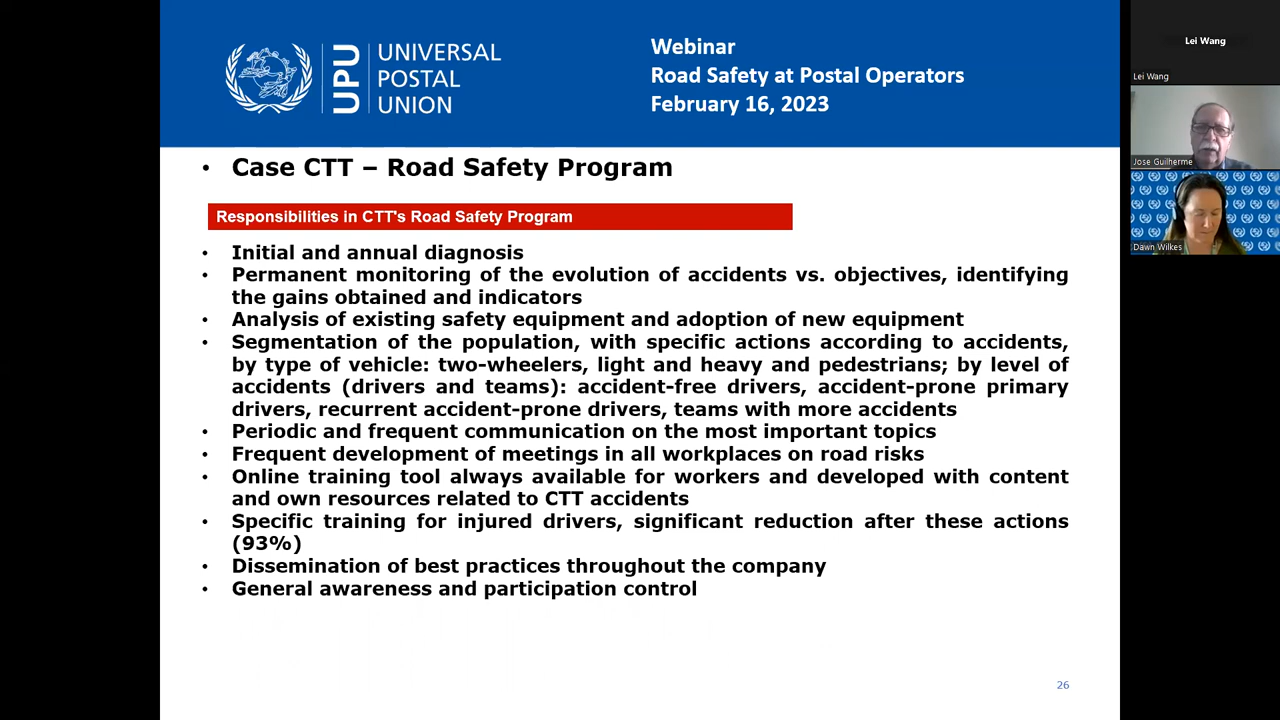 UPU
UNIVERSAL
POSTAL
UNION
Webinar
Road Safety at Postal Operators
February 16, 2023
• Case CTT – Road Safety Program
Responsibilities in CTT's Road Safety Program
• Initial and annual diagnosis
• Permanent monitoring of the evolution of accidents vs. objectives, identifying
the gains obtained and indicators
• Analysis of existing safety equipment and adoption of new equipment
• Segmentation of the population, with specific actions according to accidents,
by type of vehicle: two-wheelers, light and heavy and pedestrians; by level of
accidents (drivers and teams): accident-free drivers, accident-prone primary
drivers, recurrent accident-prone drivers, teams with more accidents
• Periodic and frequent communication on the most important topics
• Frequent development of meetings in all workplaces on road risks
• Online training tool always available for workers and developed with content
and own resources related to CTT accidents
• Specific training for injured drivers, significant reduction after these actions
(93%)
• Dissemination of best practices throughout the company
• General awareness and participation control
26
Lei Wang
Lei Wang
Jose Guilherme
Dawn Wilkes